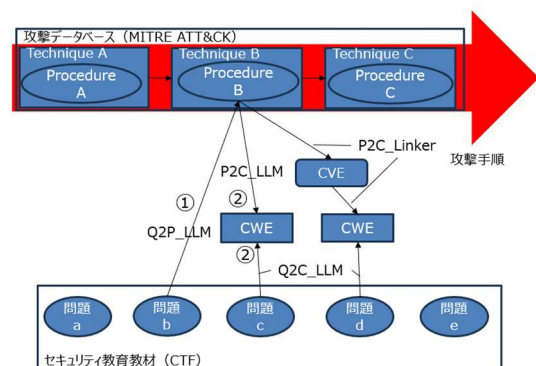 攻撃データベース（MITRE ATT&CK）
Technique A
Procedure
A
Technique B
Procedure
B
Technique C
Procedure
C
P2C_Linker
攻撃手順
P2C_LLM
CVE
①
②
Q2P_LLM
CWE
CWE
②
Q2C_LLM
問題
a
問題
b
問題
c
問題
d
問題
e
セキュリティ教育教材（CTF）